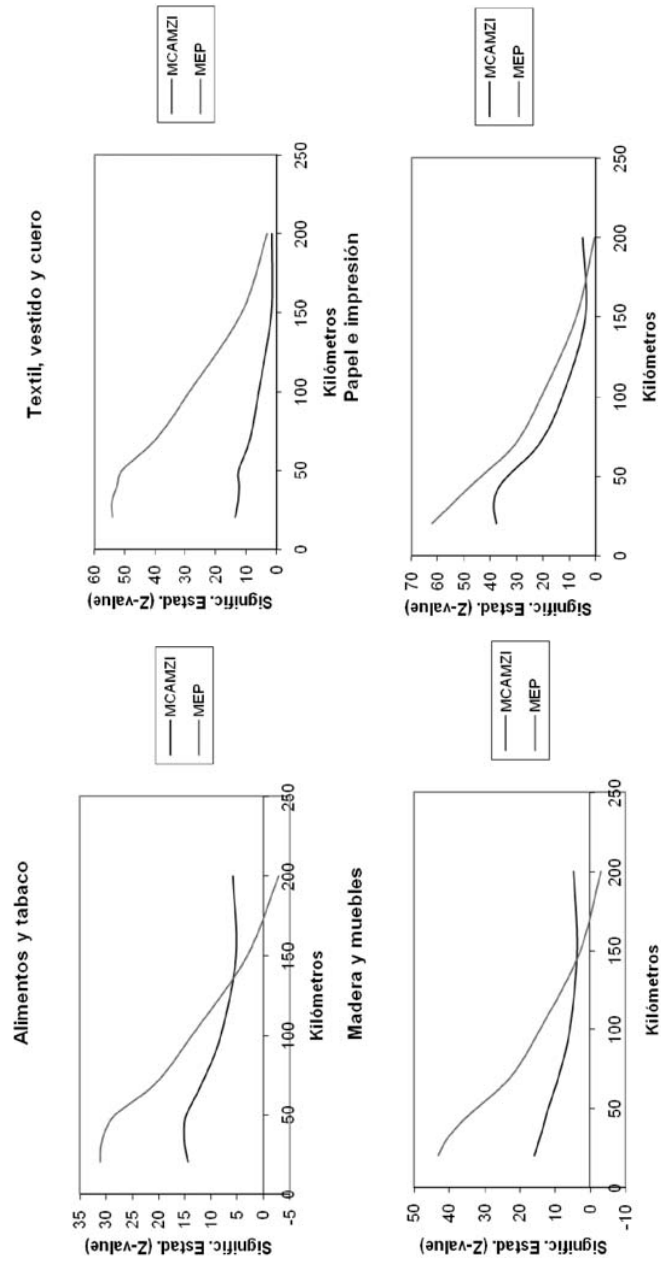 Alimentos y tabaco
Signific. Estad. (Z-value)
35
30
25
20
15
10
5
0
-5
0
50
100
150
200
250
Kilómetros
MCAMZI
MEP
Textil, vestido y cuero
Signific. Estad. (Z-value)
60
50
40
30
20
10
0
0
50
100
150
200
250
Kilómetros
MCAMZI
MEP
Madera y muebles
Signific. Estad. (Z-value)
50
40
30
20
10
0
-10
0
50
100
150
200
250
Kilómetros
MCAMZI
MEP
Papel e impresión
Signific. Estad. (Z-value)
70
60
50
40
30
20
10
0
0
50
100
150
200
250
Kilómetros
MCAMZI
MEP